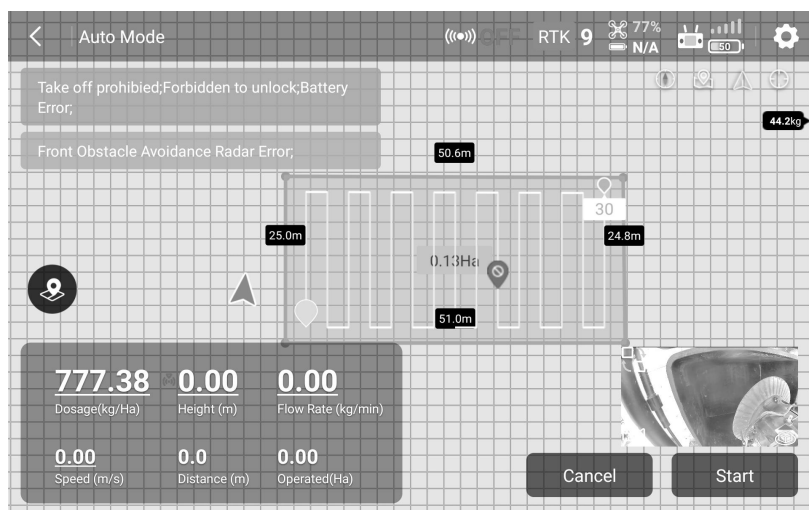 Auto Mode
OFF
RTK 9
77%
N/A
50
Take off prohibied;Forbidden to unlock;Battery
Error;
44.2kg
Front Obstacle Avoidance Radar Error;
50.6m
30
25.0m
24.8m
0.13Ha
51.0m
777.38
Dosage(kg/Ha)
0.00
Height (m)
0.00
Flow Rate (kg/min)
0.00
Speed (m/s)
0.0
Distance (m)
0.00
Operated(Ha)
Cancel
Start